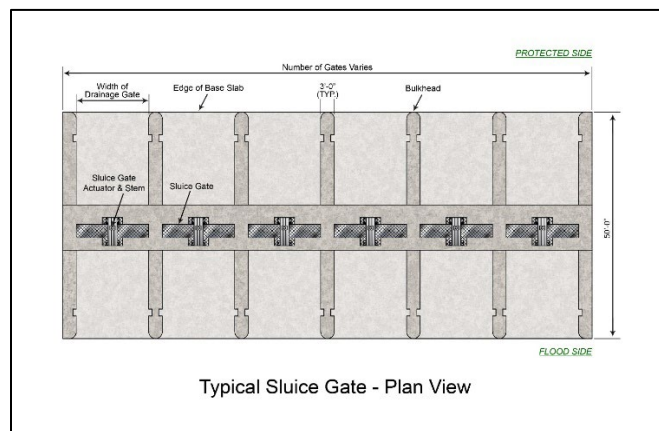 PROTECTED SIDE
Number of Gates Varies
Width of
Drainage Gate
Edge of Base Slab
3'-0"
(TYP.)
Bulkhead
Sluice Gate
Actuator & Stem
Sluice Gate
50'-0"
FLOOD SIDE
Typical Sluice Gate - Plan View